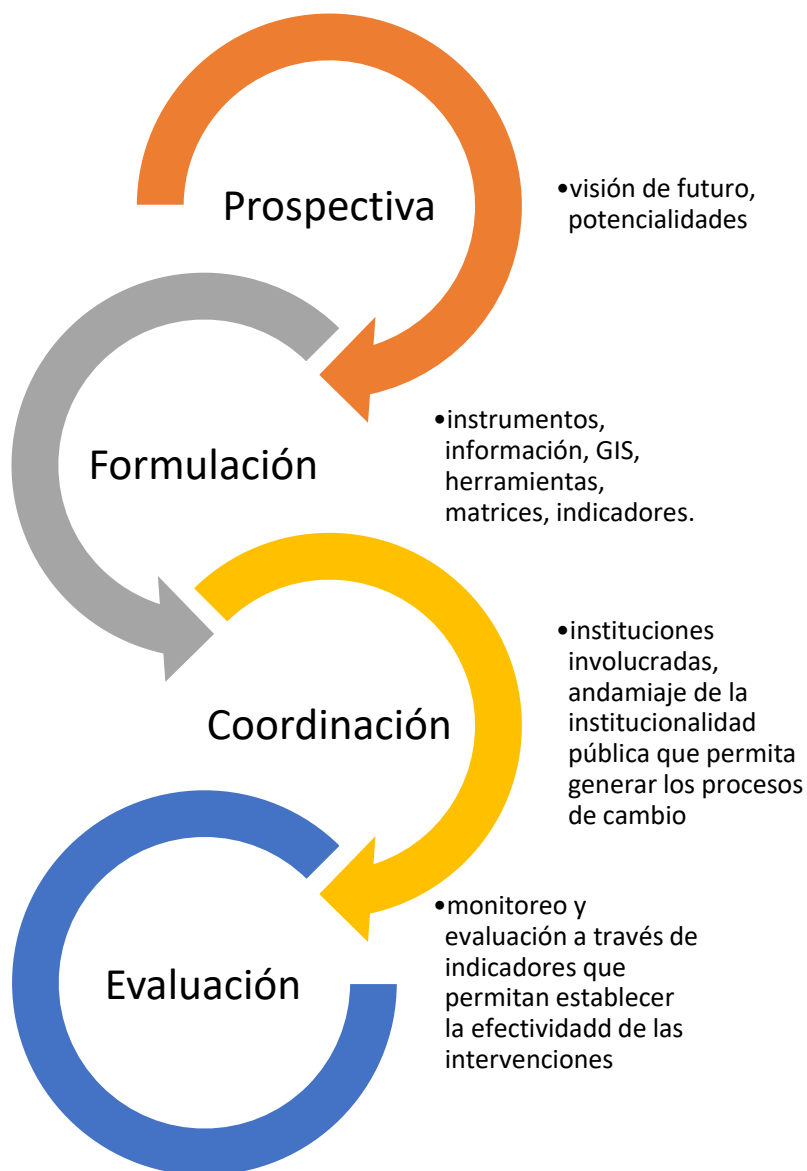 Prospectiva
•visión de futuro,
potencialidades
Formulación
•instrumentos,
información, GIS,
herramientas,
matrices, indicadores.
Coordinación
•instituciones
involucradas,
andamiaje de la
institucionalidad
pública que permita
generar los procesos
de cambio
Evaluación
•monitoreo y
evaluación a través de
indicadores que
permitan establecer
la efectividadd de las
intervenciones